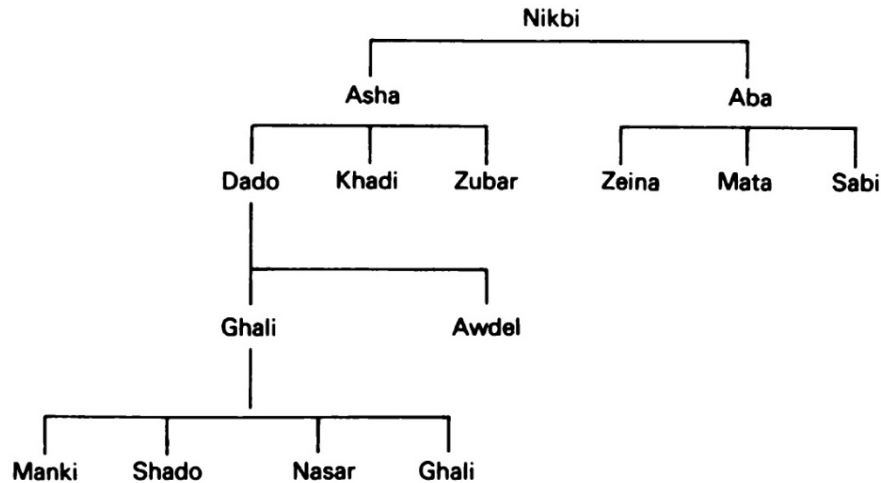 Nikbi
Asha Aba
Dado Khadi Zubar Zeina Mata Sabi
Ghali Awdel
Manki Shado Nasar Ghali